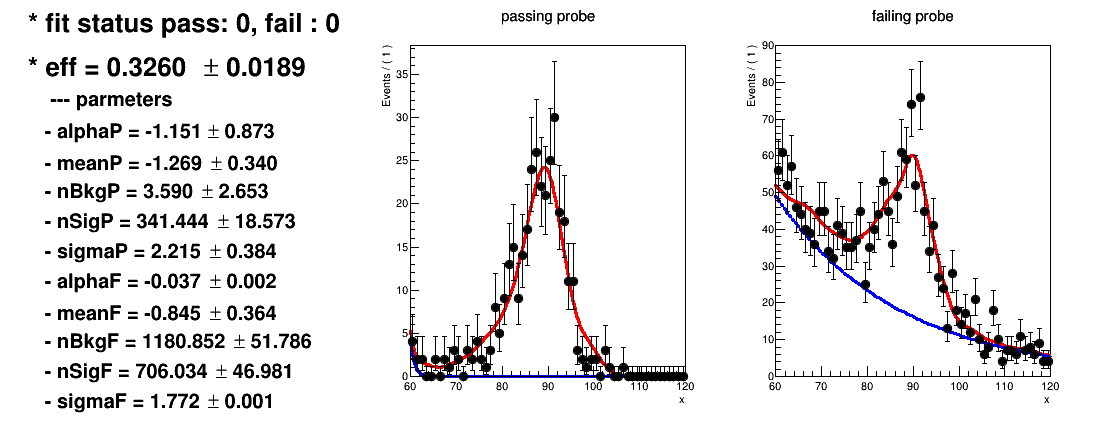 * fit status pass: 0, fail : 0
* eff = 0.3260 ± 0.0189
--- parmeters
- alphaP = -1.151 ± 0.873
- meanP = -1.269 ± 0.340
- nBkgP = 3.590 ± 2.653
- nSigP = 341.444 ± 18.573
- sigmaP = 2.215 ± 0.384
- alphaF = -0.037 ± 0.002
- meanF = -0.845 ± 0.364
- nBkgF = 1180.852 ± 51.786
- nSigF = 706.034 ± 46.981
- sigmaF = 1.772 ± 0.001
passing probe
Events / ( 1 )
35
30
25
20
15
10
5
0
60 70 80 90 100 110 120
x
failing probe
Events / ( 1 )
90
80
70
60
50
40
30
20
10
0
60 70 80 90 100 110 120
x